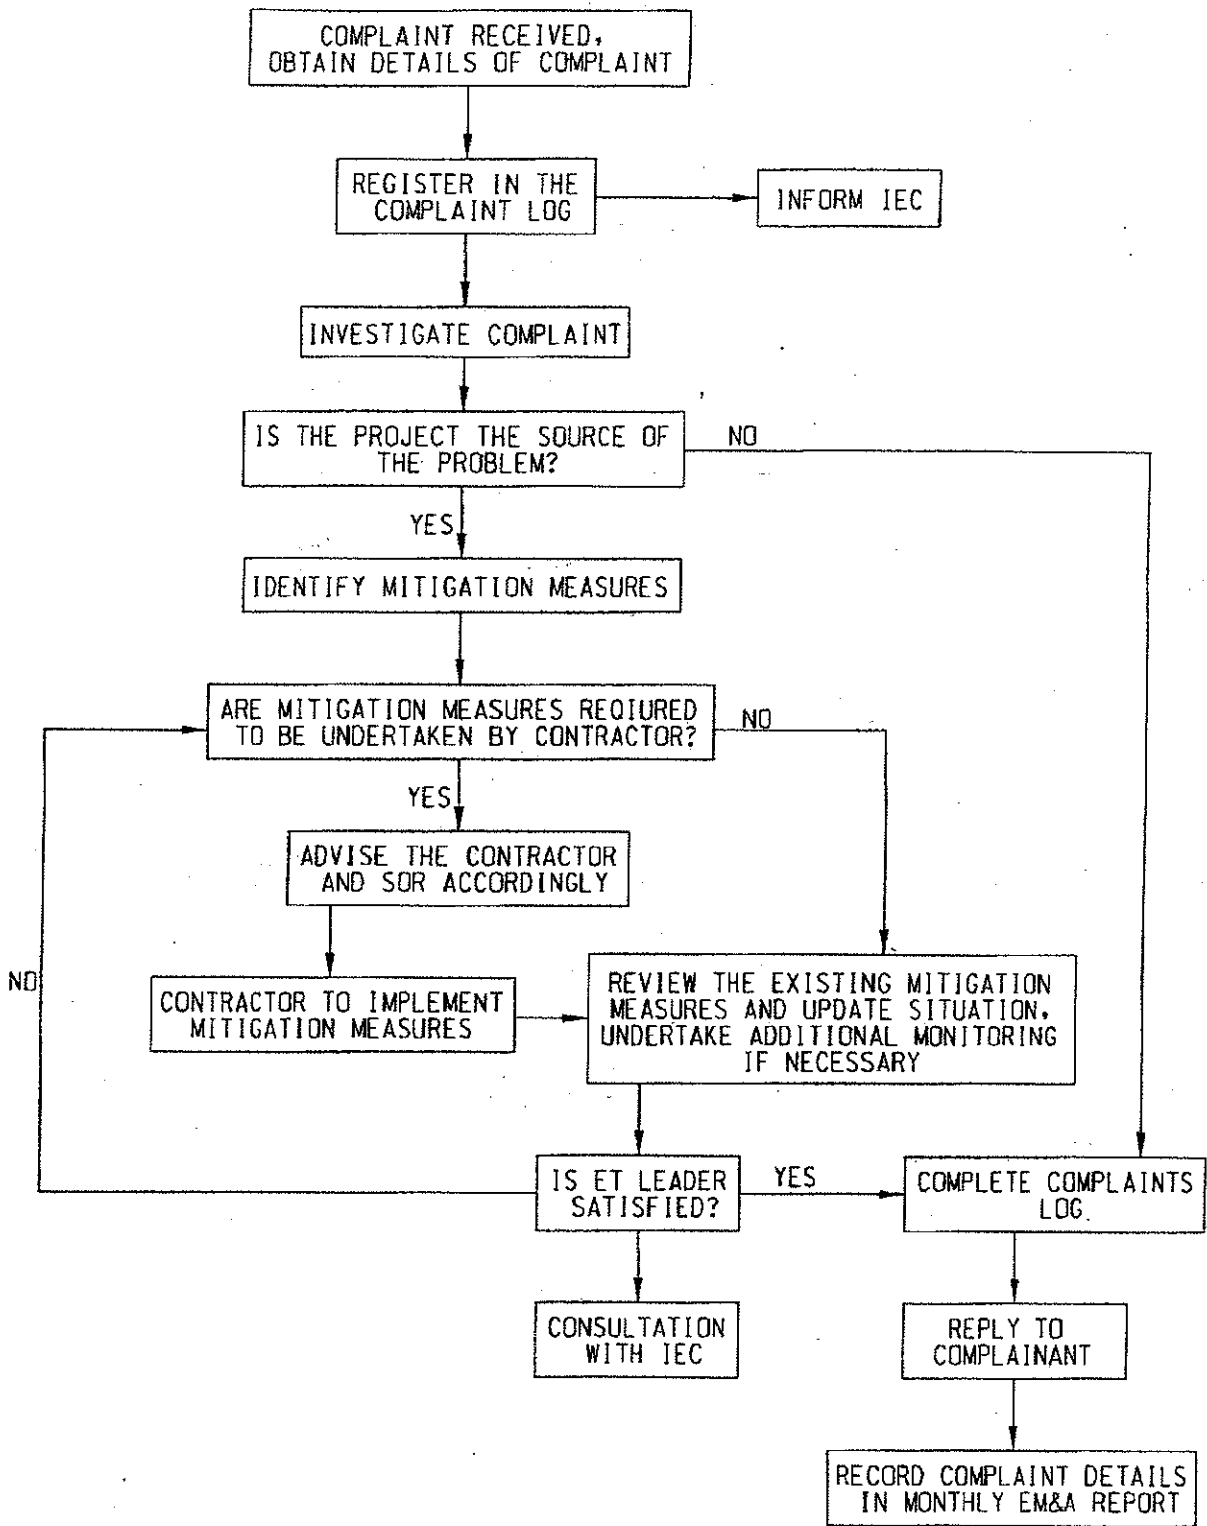 COMPLAINT RECEIVED,
OBTAIN DETAILS OF COMPLAINT
REGISTER IN THE
COMPLAINT LOG
INFORM IEC
INVESTIGATE COMPLAINT
IS THE PROJECT THE SOURCE OF
THE PROBLEM?
NO
YES
IDENTIFY MITIGATION MEASURES
ARE MITIGATION MEASURES REQIURED
TO BE UNDERTAKEN BY CONTRACTOR?
NO
YES
ADVISE THE CONTRACTOR
AND SOR ACCORDINGLY
NO
CONTRACTOR TO IMPLEMENT
MITIGATION MEASURES
REVIEW THE EXISTING MITIGATION
MEASURES AND UPDATE SITUATION.
UNDERTAKE ADDITIONAL MONITORING
IF NECESSARY
IS ET LEADER
SATISFIED?
YES
COMPLETE COMPLAINTS
LOG.
CONSULTATION
WITH IEC
REPLY TO
COMPLAINANT
RECORD COMPLAINT DETAILS
IN MONTHLY EM&A REPORT